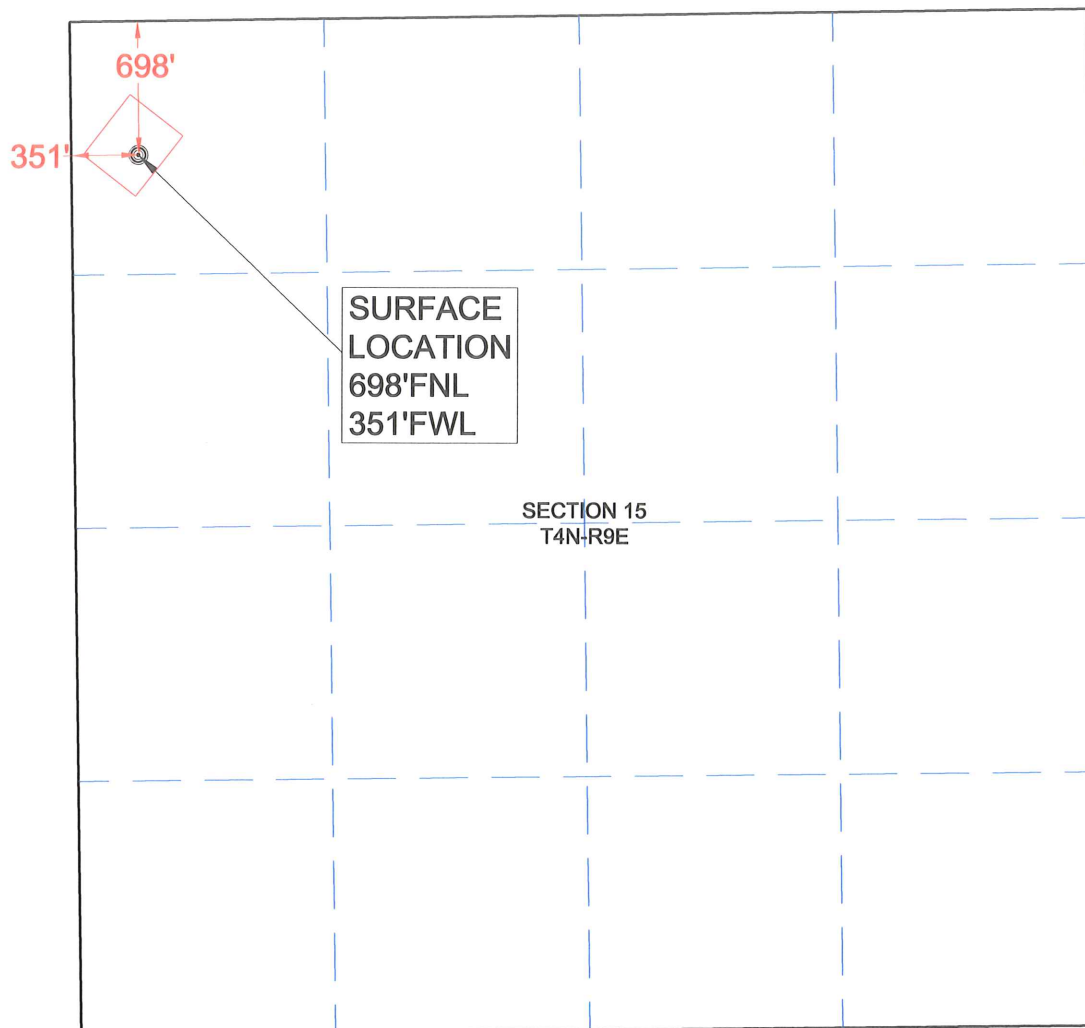 698'
351'
SURFACE
LOCATION
698'FNL
351'FWL
SECTION 15
T4N-R9E